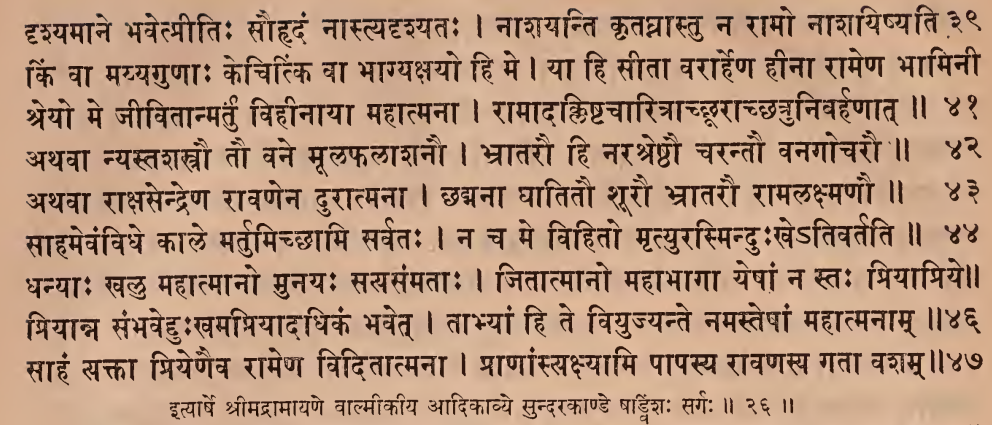 दृश्यमाने भवेत्प्रीतिः सौहृदं नास्त्यदृश्यतः । नाशयन्ति कृतघ्नास्तु न रामो नाशयिष्यति ३९
किं वा मय्यगुणाः केचित्किं वा भाग्यक्षयो हि मे । या हि सीता वरार्हेण हीना रामेण भामिनी
श्रेयो मे जीवितान्मर्तुं विहीनाया महात्मना । रामादाक्लिष्टचारित्राच्छूराच्छत्रुनिबर्हणात् ॥ ४१
अथवा न्यस्तशस्त्रौ तौ वने मूलफलाशनौ । भ्रातरौ हि नरश्रेष्ठौ चरन्तौ वनगोचरौ ॥ ४२
अथवा राक्षसेन्द्रेण रावणेन दुरात्मना । छद्मना घातितौ शूरौ भ्रातरौ रामलक्ष्मणौ ॥ ४३
साहमेवंविधे काले मर्तुमिच्छामि सर्वतः । न च मे विहितो मृत्युरस्मिन्दुःखेऽतिवर्तति ॥ ४४
धन्याः खलु महात्मानो मुनयः सत्यसंमताः । जितात्मानो महाभागा येषां न स्तः प्रियाप्रिये॥
प्रियान्न संभवेद्दुःखमप्रियादधिकं भवेत् । ताभ्यां हि ते वियुज्यन्ते नमस्तेषां महात्मनाम् ॥४६
साहं त्यक्ता प्रियेणैव रामेण विदितात्मना । प्राणांस्त्यक्ष्यामि पापस्य रावणस्य गता वशम्॥४७
इत्यार्षे श्रीमद्रामायणे वाल्मीकीय आदिकाव्ये सुन्दरकाण्डे षड्विंशः सर्गः ॥ २६ ॥